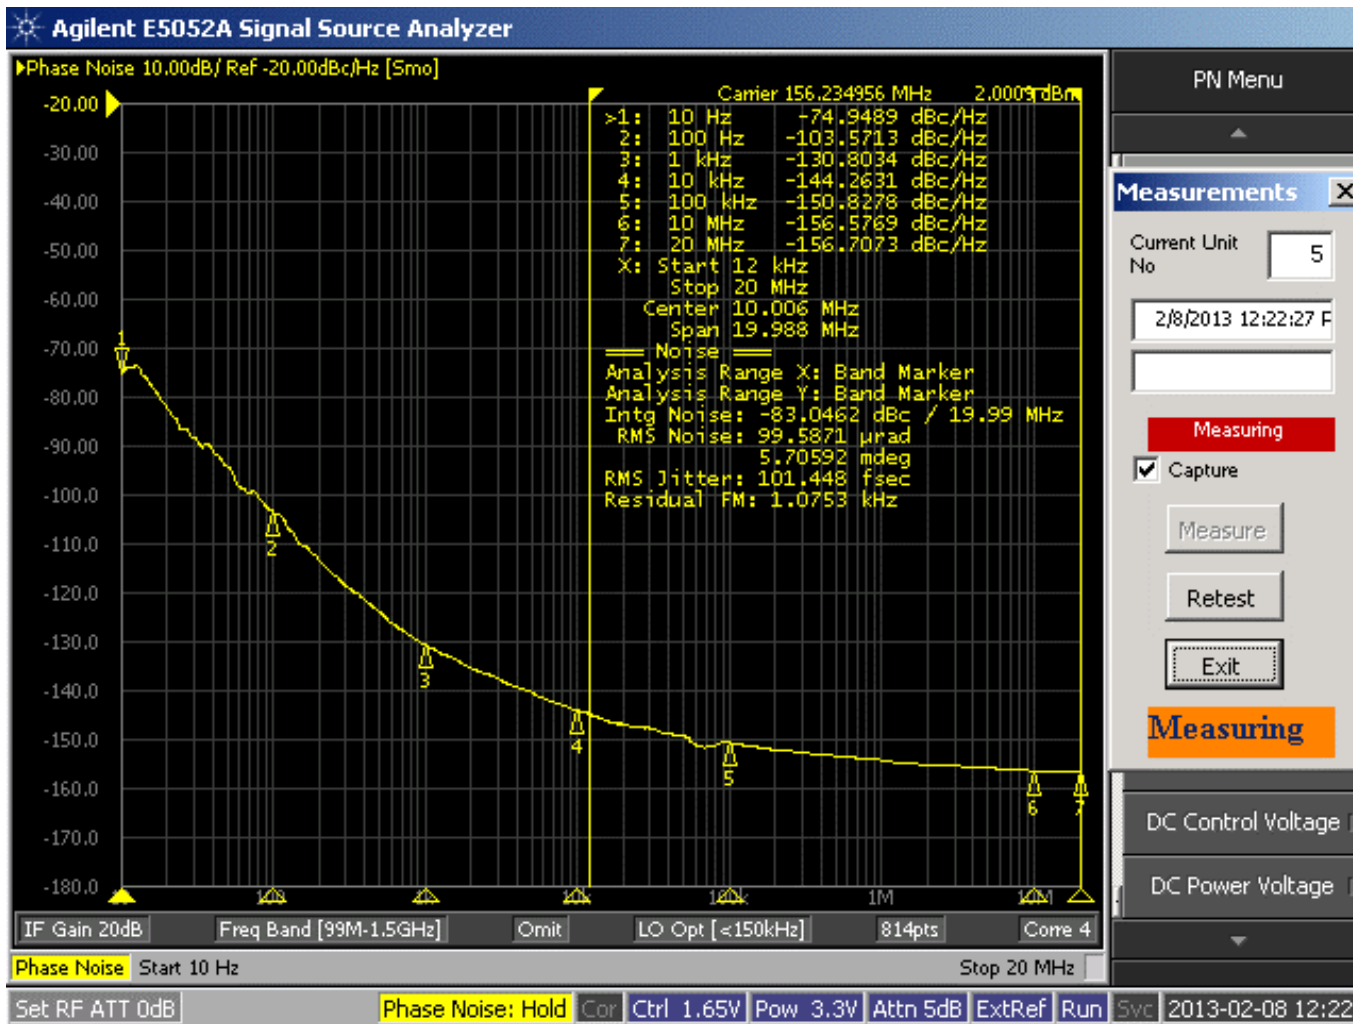 Agilent E5052A Signal Source Analyzer
Phase Noise 10.00dB/ Ref -20.00dBc/Hz [Smo]
Carrier 156.234956 MHz 2.0009 dBm
>1: 10 Hz -74.9489 dBc/Hz
2: 100 Hz -103.5713 dBc/Hz
3: 1 kHz -130.8034 dBc/Hz
4: 10 kHz -144.2631 dBc/Hz
5: 100 kHz -150.8278 dBc/Hz
6: 10 MHz -156.5769 dBc/Hz
7: 20 MHz -156.7073 dBc/Hz
X: Start 12 kHz
Stop 20 MHz
Center 10.006 MHz
Span 19.988 MHz
Noise
Analysis Range X: Band Marker
Analysis Range Y: Band Marker
Intg Noise: -83.0462 dBc / 19.99 MHz
RMS Noise: 99.5871 µrad
5.70592 mdeg
RMS Jitter: 101.448 fsec
Residual FM: 1.0753 kHz
-20.00
-30.00
-40.00
-50.00
-60.00
-70.00
-80.00
-90.00
-100.0
-110.0
-120.0
-130.0
-140.0
-150.0
-160.0
-170.0
-180.0
1
2
3
4
5
6
7
1M
10M
IF Gain 20dB
Freq Band [99M-1.5GHz]
Omit
LO Opt [<150kHz]
814pts
Corre 4
Phase Noise Start 10 Hz
Stop 20 MHz
Set RF ATT 0dB
Phase Noise: Hold
Cor
Ctrl 1.65V
Pow 3.3V
Attn 5dB
ExtRef
Run
Svc
2013-02-08 12:22
PN Menu
Measurements
X
Current Unit
No
5
2/8/2013 12:22:27
Measuring
Capture
Measure
Retest
Exit
Measuring
DC Control Voltage
DC Power Voltage